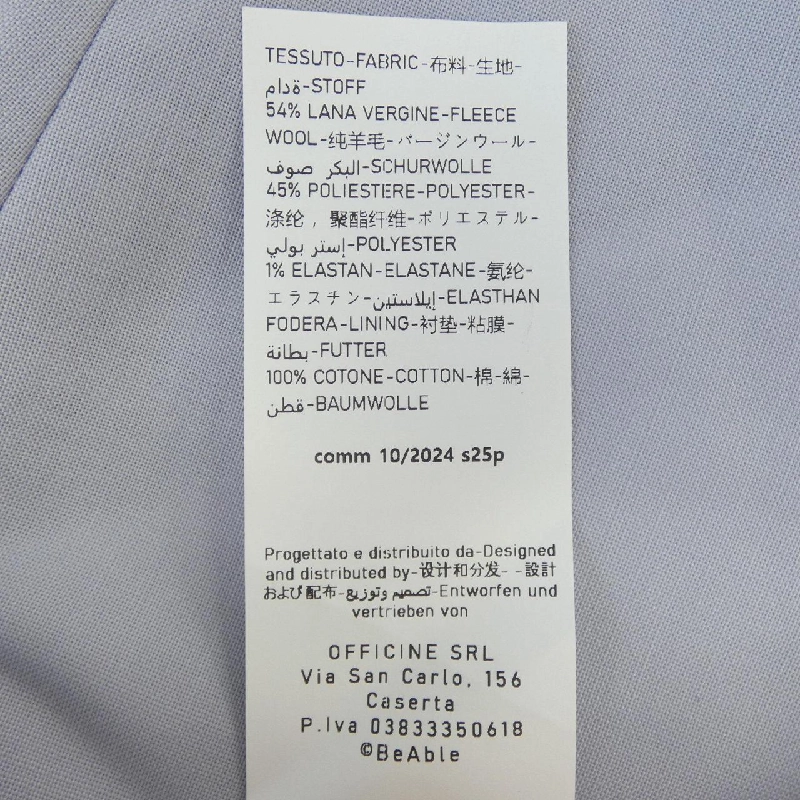 TESSUTO-FABRIC-布料-生地-
ةدام-STOFF
54% LANA VERGINE-FLEECE
WOOL-纯羊毛-バージンウール-
البكر صوف-SCHURWOLLE
45% POLIESTERE-POLYESTER-
涤纶，聚酯纤维-ポリエステル-
إستر بولي-POLYESTER
1% ELASTAN-ELASTANE-氨纶-
エラスチン-إيلاستين-ELASTHAN
FODERA-LINING-衬垫-粘膜-
بطانة-FUTTER
100% COTONE-COTTON-棉-綿-
قطن-BAUMWOLLE
comm 10/2024 s25p
Progettato e distribuito da-Designed
and distributed by-设计和分发- -設計
および配布-تصميم وتوزيع-Entworfen und
vertrieben von
OFFICINE SRL
Via San Carlo, 156
Caserta
P.Iva 03833350618
©BeAble